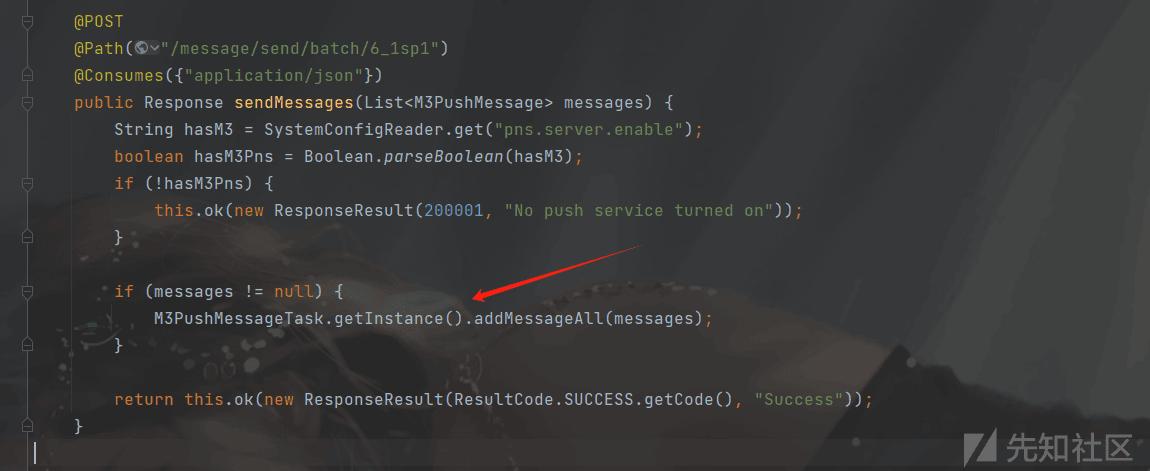 @POST
@Path("/message/send/batch/6_1sp1")
@Consumes({"application/json"})
public Response sendMessages(List<M3PushMessage> messages) {
String hasM3 = SystemConfigReader.get("pns.server.enable");
boolean hasM3Pns = Boolean.parseBoolean(hasM3);
if (!hasM3Pns) {
this.ok(new ResponseResult(200001, "No push service turned on"));
}
if (messages != null) {
M3PushMessageTask.getInstance().addMessageAll(messages);
}
return this.ok(new ResponseResult(ResultCode.SUCCESS.getCode(), "Success"));
}
先知社区